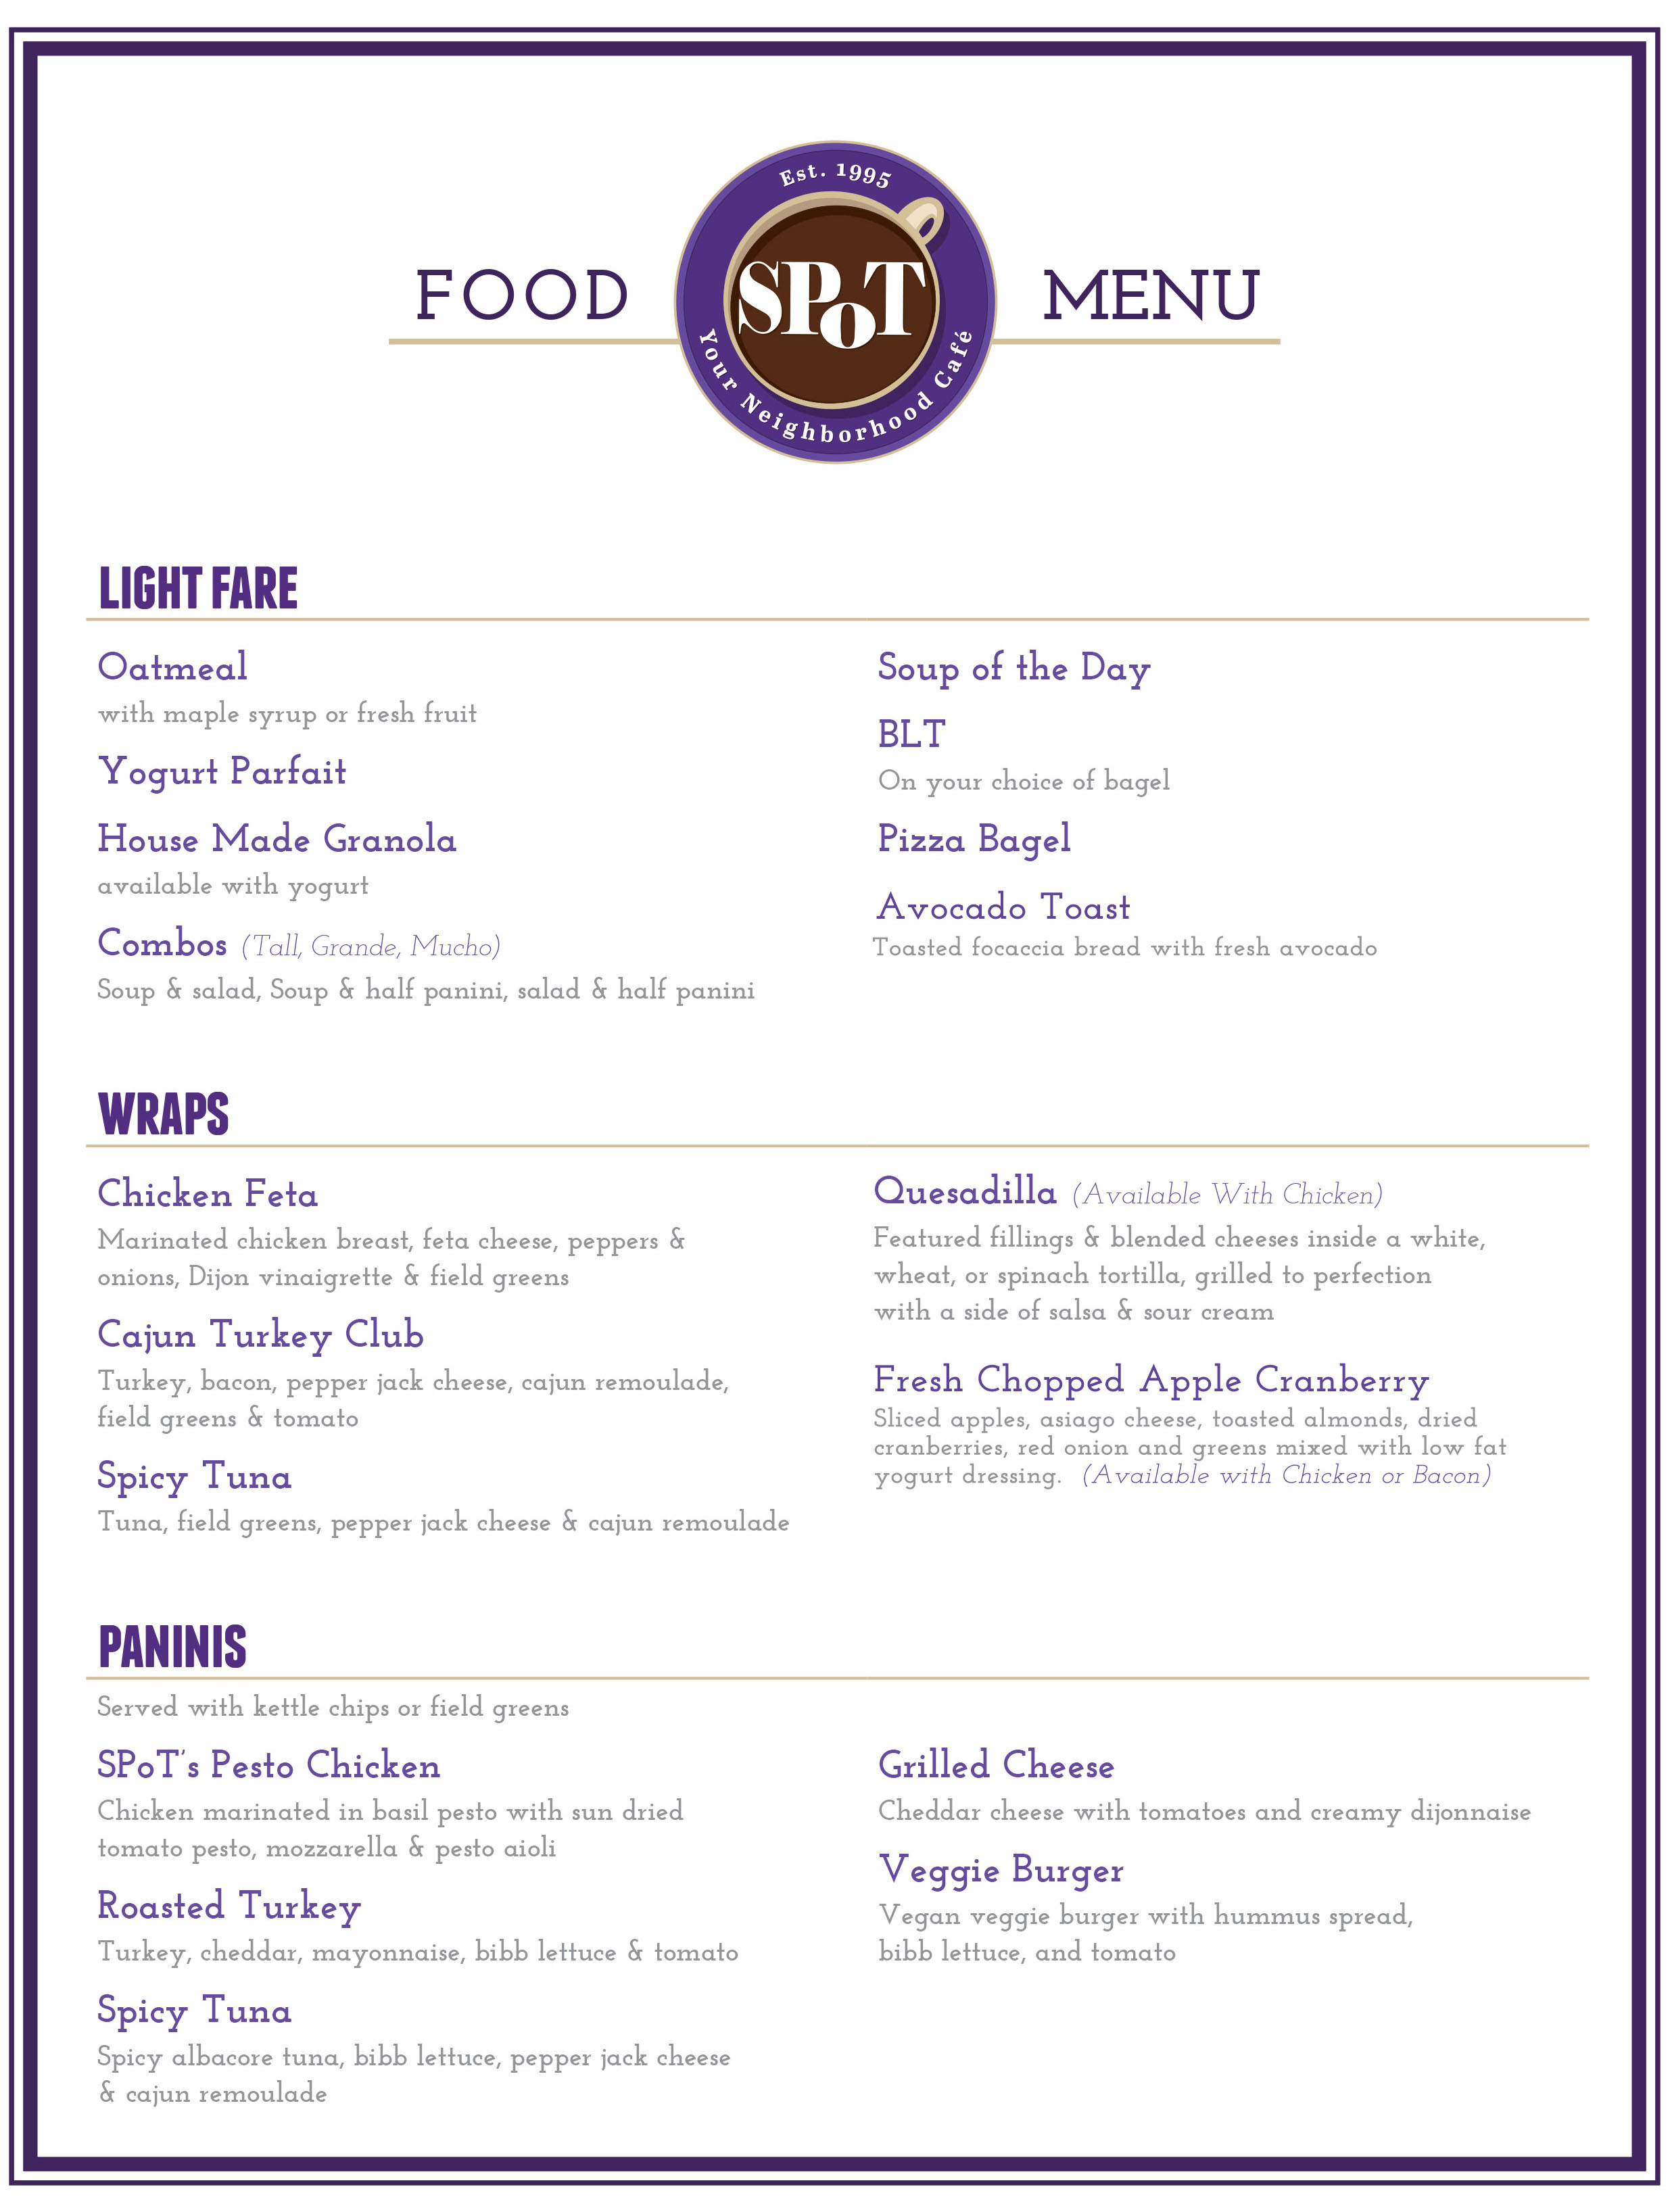 FOOD
Est. 1995
SPoT
Your Neighborhood Café
MENU
LIGHT FARE
Oatmeal
with maple syrup or fresh fruit
Yogurt Parfait
House Made Granola
available with yogurt
Combos (Tall, Grande, Mucho)
Soup & salad, Soup & half panini, salad & half panini
Soup of the Day
BLT
On your choice of bagel
Pizza Bagel
Avocado Toast
Toasted focaccia bread with fresh avocado
WRAPS
Chicken Feta
Marinated chicken breast, feta cheese, peppers &
onions, Dijon vinaigrette & field greens
Cajun Turkey Club
Turkey, bacon, pepper jack cheese, cajun remoulade,
field greens & tomato
Spicy Tuna
Tuna, field greens, pepper jack cheese & cajun remoulade
Quesadilla (Available With Chicken)
Featured fillings & blended cheeses inside a white,
wheat, or spinach tortilla, grilled to perfection
with a side of salsa & sour cream
Fresh Chopped Apple Cranberry
Sliced apples, asiago cheese, toasted almonds, dried
cranberries, red onion and greens mixed with low fat
yogurt dressing. (Available with Chicken or Bacon)
PANINIS
Served with kettle chips or field greens
SPoT's Pesto Chicken
Chicken marinated in basil pesto with sun dried
tomato pesto, mozzarella & pesto aioli
Roasted Turkey
Turkey, cheddar, mayonnaise, bibb lettuce & tomato
Spicy Tuna
Spicy albacore tuna, bibb lettuce, pepper jack cheese
& cajun remoulade
Grilled Cheese
Cheddar cheese with tomatoes and creamy dijonnaise
Veggie Burger
Vegan veggie burger with hummus spread,
bibb lettuce, and tomato